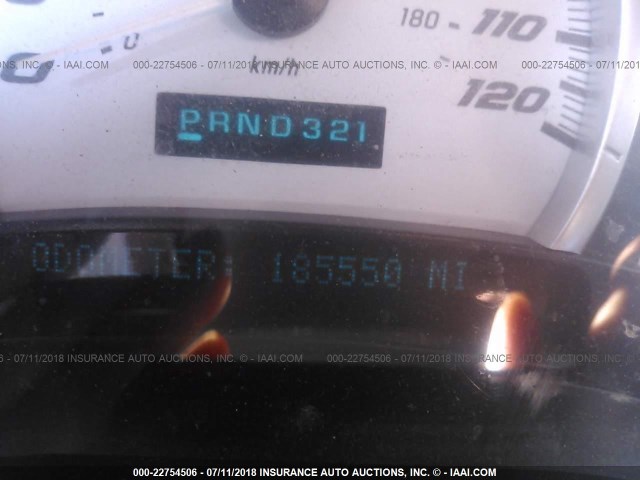 180 110
0
km/h
120
000-22754506 - 07/11/2018 INSURANCE AUTO AUCTIONS, INC. © - IAAI.COM
PRND321
ODOMETER: 185550 MI
000-22754506 - 07/11/2018 INSURANCE AUTO AUCTIONS, INC. © - IAAI.COM
000-22754506 - 07/11/2018 INSURANCE AUTO AUCTIONS, INC. © - IAAI.COM